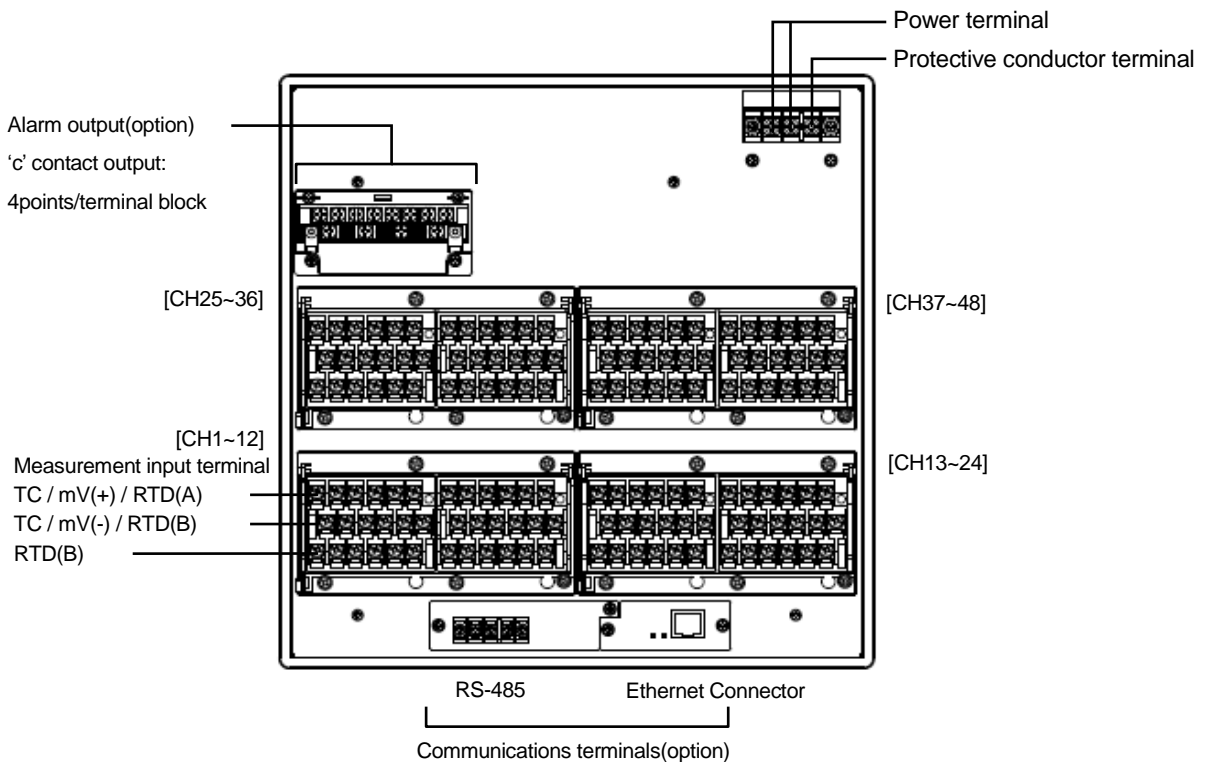 Power terminal
Protective conductor terminal
Alarm output(option)
‘c’ contact output:
4points/terminal block
[CH25~36]
[CH37~48]
[CH1~12]
[CH13~24]
Measurement input terminal
TC / mV(+) / RTD(A)
TC / mV(-) / RTD(B)
RTD(B)
RS-485
Ethernet Connector
Communications terminals(option)